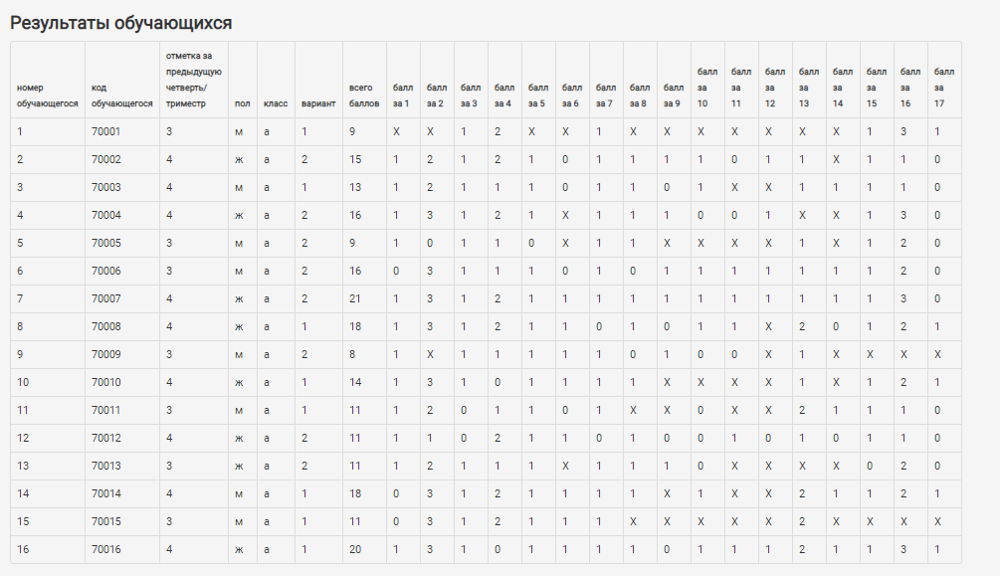 Результаты обучающихся
номер обучающегося | код обучающегося | отметка за предыдущую четверть/ триместр | пол | класс | вариант | всего баллов | балл за 1 | балл за 2 | балл за 3 | балл за 4 | балл за 5 | балл за 6 | балл за 7 | балл за 8 | балл за 9 | балл за 10 | балл за 11 | балл за 12 | балл за 13 | балл за 14 | балл за 15 | балл за 16 | балл за 17
1 70001 3 м а 1 9 X X 1 2 X X 1 X X X X X X X 1 3 1
2 70002 4 ж а 2 15 1 2 1 2 1 0 1 1 1 1 0 1 1 X 1 1 0
3 70003 4 м а 1 13 1 2 1 1 1 0 1 1 0 1 X X 1 1 1 1 0
4 70004 4 ж а 2 16 1 3 1 2 1 X 1 1 1 0 0 1 X X 1 3 0
5 70005 3 м а 2 9 1 0 1 1 0 X 1 1 X X X X 1 X 1 2 0
6 70006 3 м а 2 16 0 3 1 1 1 0 1 0 1 1 1 1 1 1 1 2 0
7 70007 4 ж а 2 21 1 3 1 2 1 1 1 1 1 1 1 1 1 1 1 3 0
8 70008 4 ж а 1 18 1 3 1 2 1 1 0 1 0 1 1 X 2 0 1 2 1
9 70009 3 м а 2 8 1 X 1 1 1 1 1 0 1 0 0 X 1 X X X X
10 70010 4 ж а 1 14 1 3 1 0 1 1 1 1 X X X X 1 X 1 2 1
11 70011 3 м а 1 11 1 2 0 1 1 0 1 X X 0 X X 2 1 1 1 0
12 70012 4 ж а 2 11 1 1 0 2 1 1 0 1 0 0 1 0 1 0 1 1 0
13 70013 3 ж а 2 11 1 2 1 1 1 X 1 1 1 0 X X X X 0 2 0
14 70014 4 м а 1 18 0 3 1 2 1 1 1 1 X 1 X X 2 1 1 2 1
15 70015 3 м а 1 11 0 3 1 2 1 1 1 X X X X X 2 X X X X
16 70016 4 ж а 1 20 1 3 1 0 1 1 1 1 0 1 1 1 2 1 1 3 1